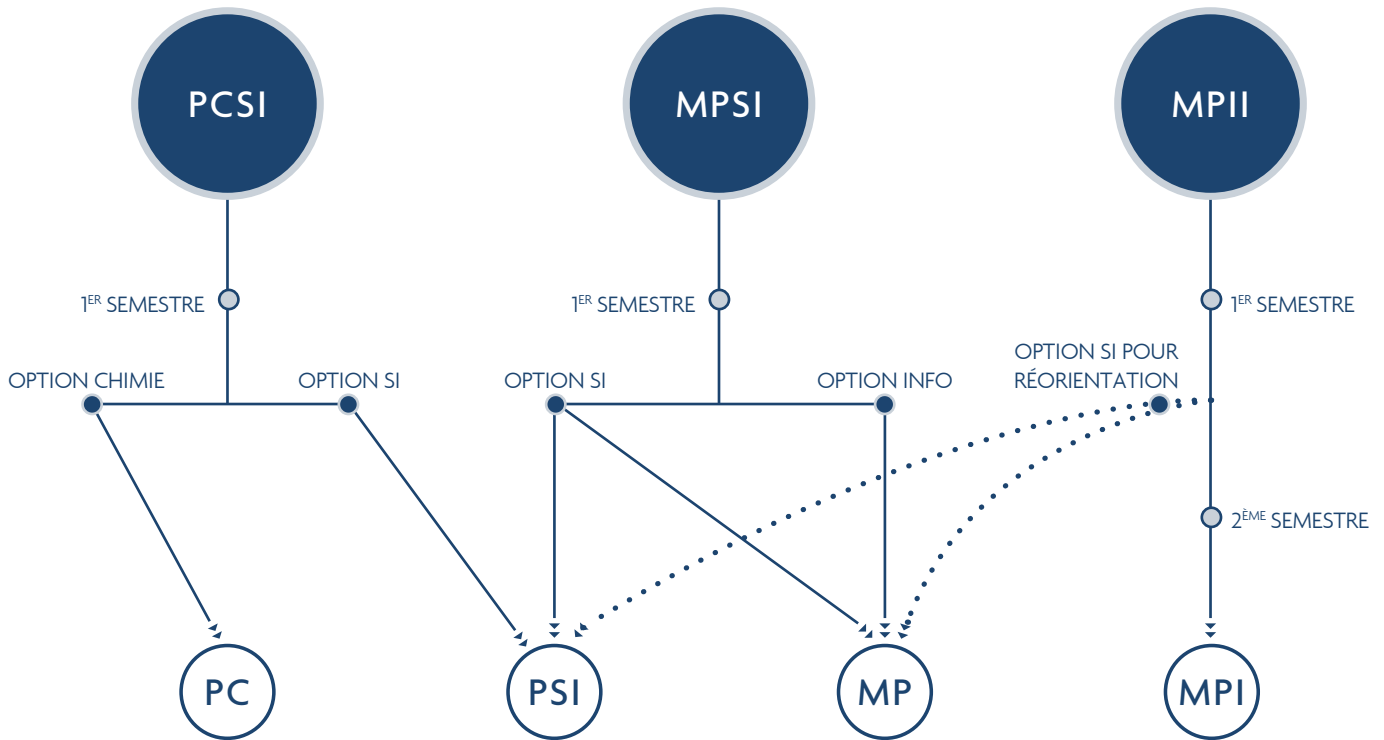 PCSI
MPSI
MPII
1ER SEMESTRE
1ER SEMESTRE
1ER SEMESTRE
OPTION CHIMIE
OPTION SI
OPTION SI
OPTION INFO
OPTION SI POUR
RÉORIENTATION
2ÈME SEMESTRE
PC
PSI
MP
MPI